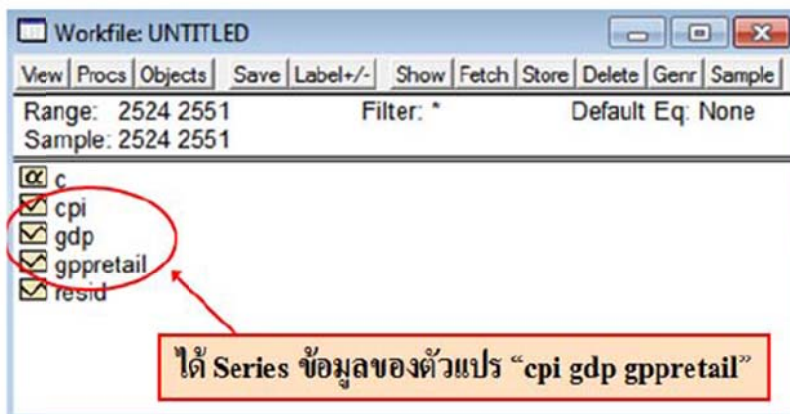 Workfile: UNTITLED
View Procs Objects Save Label+/- Show Fetch Store Delete Genr Sample
Range: 2524 2551 Filter: * Default Eq: None
Sample: 2524 2551
α c
cpi
gdp
gppretail
resid
ได้ Series ข้อมูลของตัวแปร “cpi gdp gppretail”